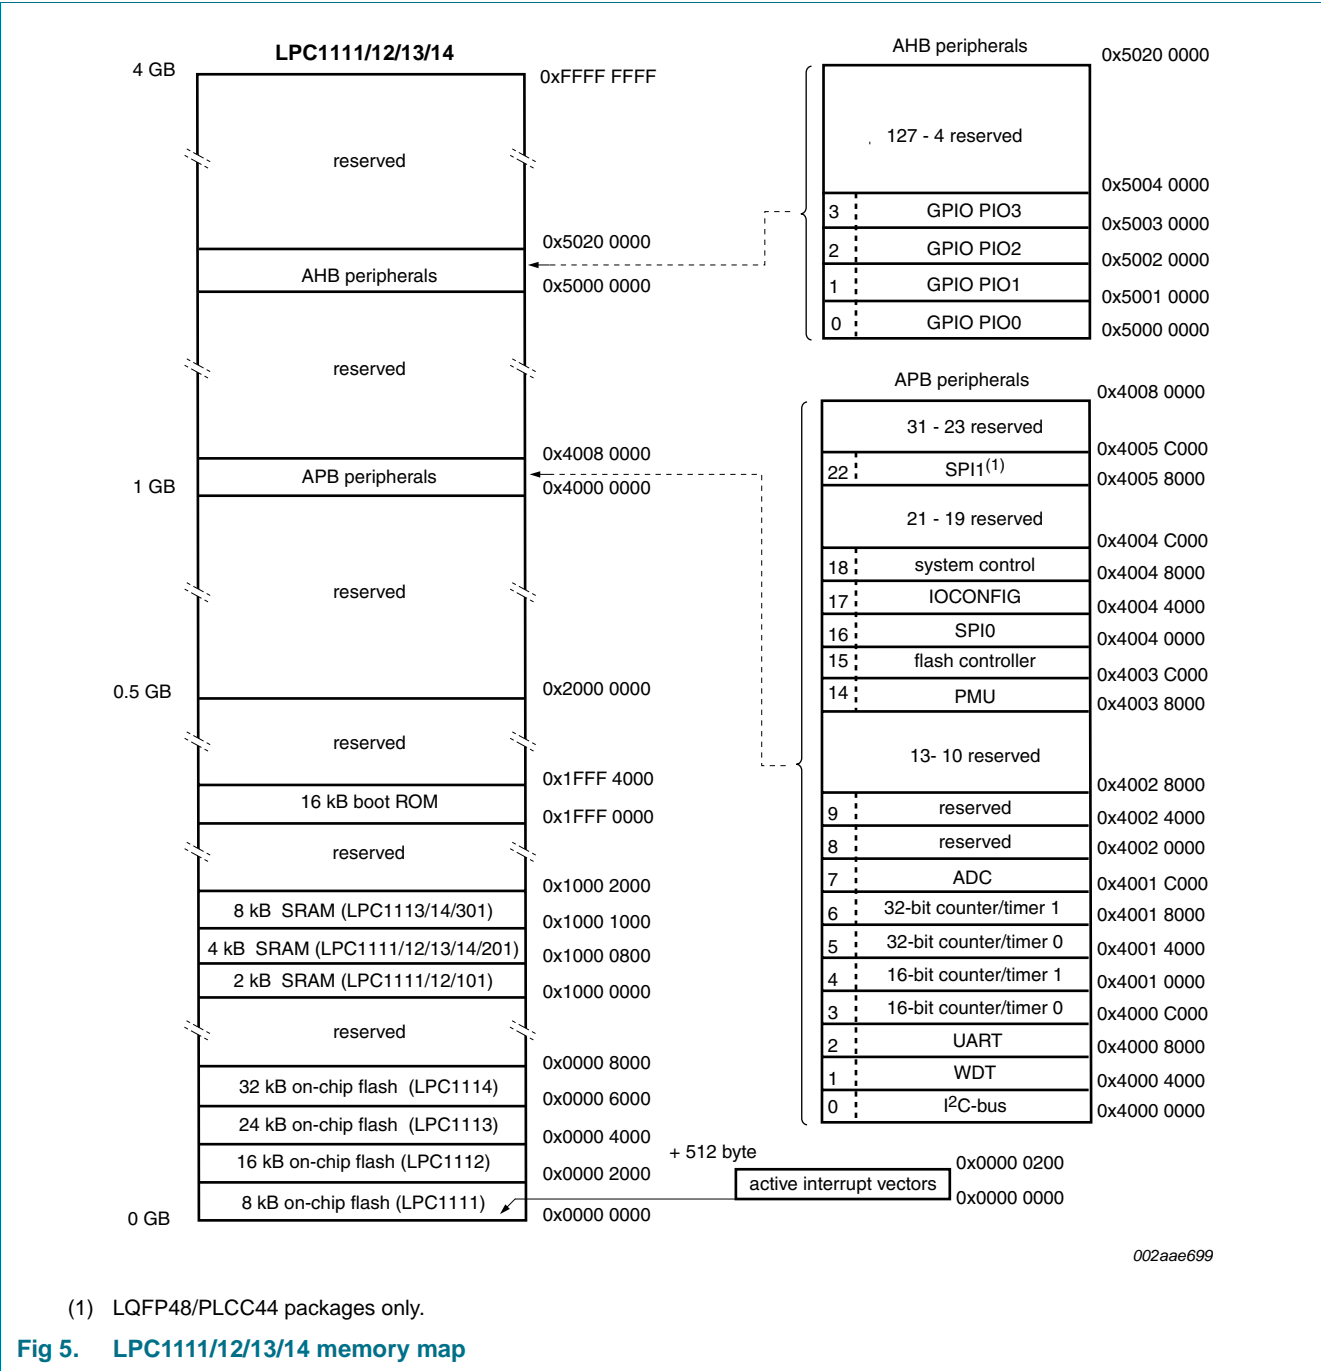 LPC1111/12/13/14
4 GB
0xFFFF FFFF
reserved
0x5020 0000
AHB peripherals
0x5000 0000
reserved
0x4008 0000
APB peripherals
1 GB
0x4000 0000
reserved
0.5 GB
0x2000 0000
reserved
0x1FFF 4000
16 kB boot ROM
0x1FFF 0000
reserved
0x1000 2000
8 kB SRAM (LPC1113/14/301)
0x1000 1000
4 kB SRAM (LPC1111/12/13/14/201)
0x1000 0800
2 kB SRAM (LPC1111/12/101)
0x1000 0000
reserved
0x0000 8000
32 kB on-chip flash (LPC1114)
0x0000 6000
24 kB on-chip flash (LPC1113)
0x0000 4000
16 kB on-chip flash (LPC1112)
0x0000 2000
8 kB on-chip flash (LPC1111)
0 GB
0x0000 0000
AHB peripherals
0x5020 0000
127 - 4 reserved
0x5004 0000
3 GPIO PIO3
0x5003 0000
2 GPIO PIO2
0x5002 0000
1 GPIO PIO1
0x5001 0000
0 GPIO PIO0
0x5000 0000
APB peripherals
0x4008 0000
31 - 23 reserved
0x4005 C000
22 SPI1(1)
0x4005 8000
21 - 19 reserved
0x4004 C000
18 system control
0x4004 8000
17 IOCONFIG
0x4004 4000
16 SPI0
0x4004 0000
15 flash controller
0x4003 C000
14 PMU
0x4003 8000
13- 10 reserved
0x4002 8000
9 reserved
0x4002 4000
8 reserved
0x4002 0000
7 ADC
0x4001 C000
6 32-bit counter/timer 1
0x4001 8000
5 32-bit counter/timer 0
0x4001 4000
4 16-bit counter/timer 1
0x4001 0000
3 16-bit counter/timer 0
0x4000 C000
2 UART
0x4000 8000
1 WDT
0x4000 4000
0 I2C-bus
0x4000 0000
+ 512 byte
0x0000 0200
active interrupt vectors
0x0000 0000
002aae699
(1) LQFP48/PLCC44 packages only.
Fig 5. LPC1111/12/13/14 memory map